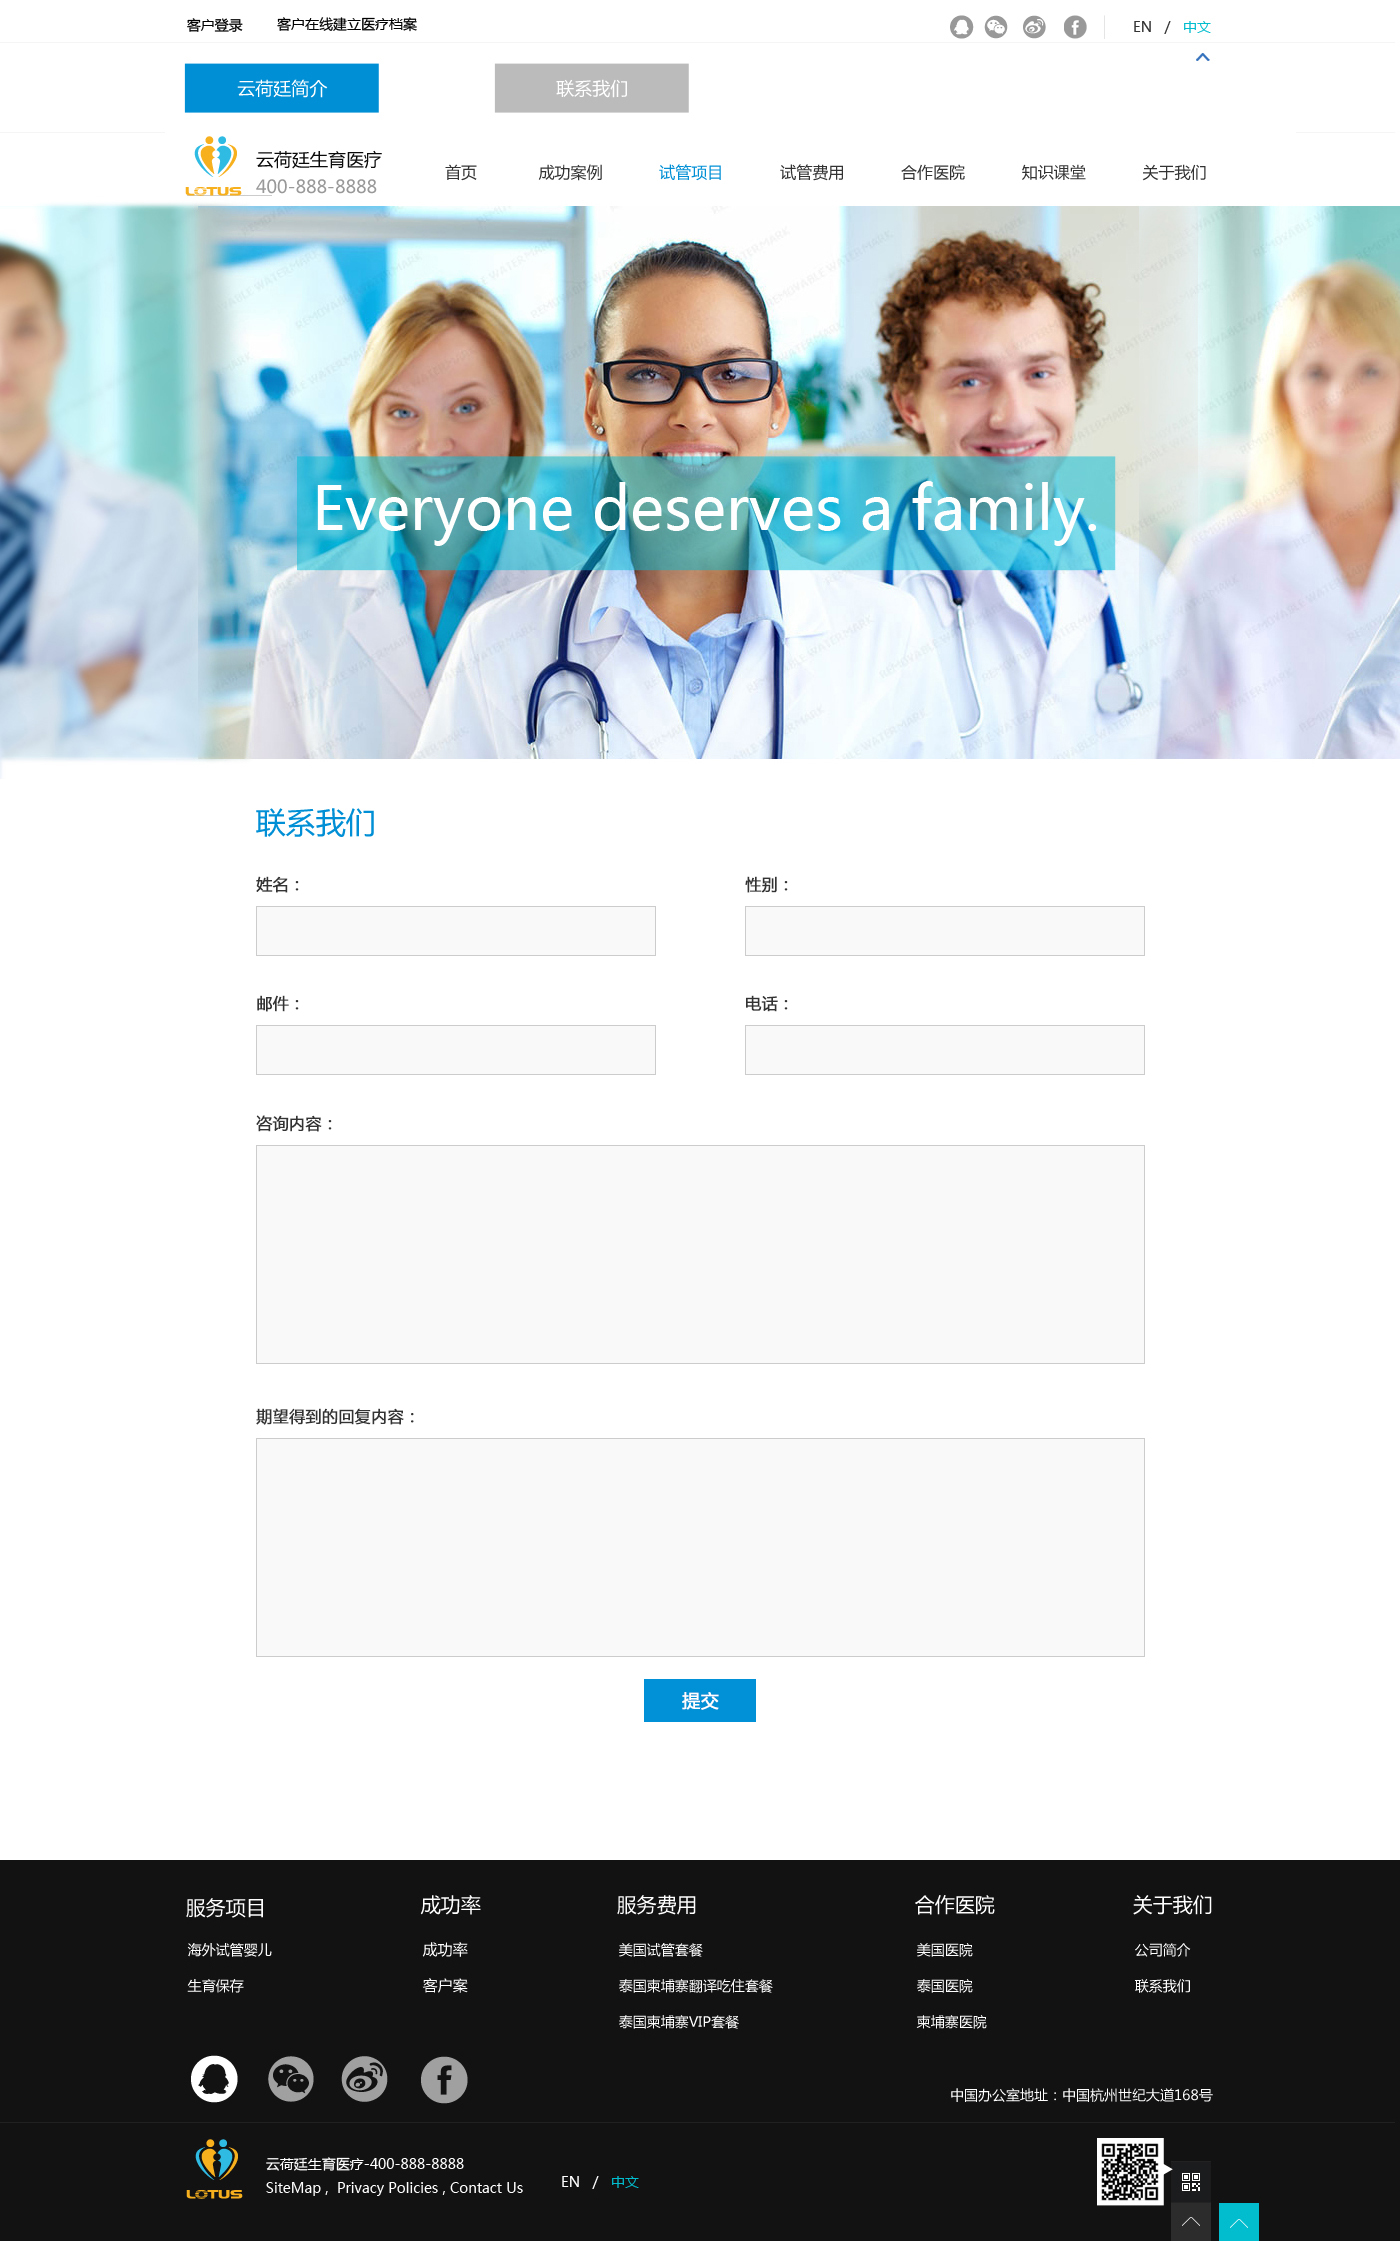 客户登录
客户在线建立医疗档案
EN / 中文
云荷廷简介
联系我们
云荷廷生育医疗
400-888-8888
LOTUS
首页
成功案例
试管项目
试管费用
合作医院
知识课堂
关于我们
Everyone deserves a family.
联系我们
姓名：
性别：
邮件：
电话：
咨询内容：
期望得到的回复内容：
提交
服务项目
海外试管婴儿
生育保存
成功率
成功率
客户案
服务费用
美国试管套餐
泰国柬埔寨翻译吃住套餐
泰国柬埔寨VIP套餐
合作医院
美国医院
泰国医院
柬埔寨医院
关于我们
公司简介
联系我们
中国办公室地址：中国杭州世纪大道168号
LOTUS
云荷廷生育医疗-400-888-8888
SiteMap , Privacy Policies , Contact Us
EN / 中文